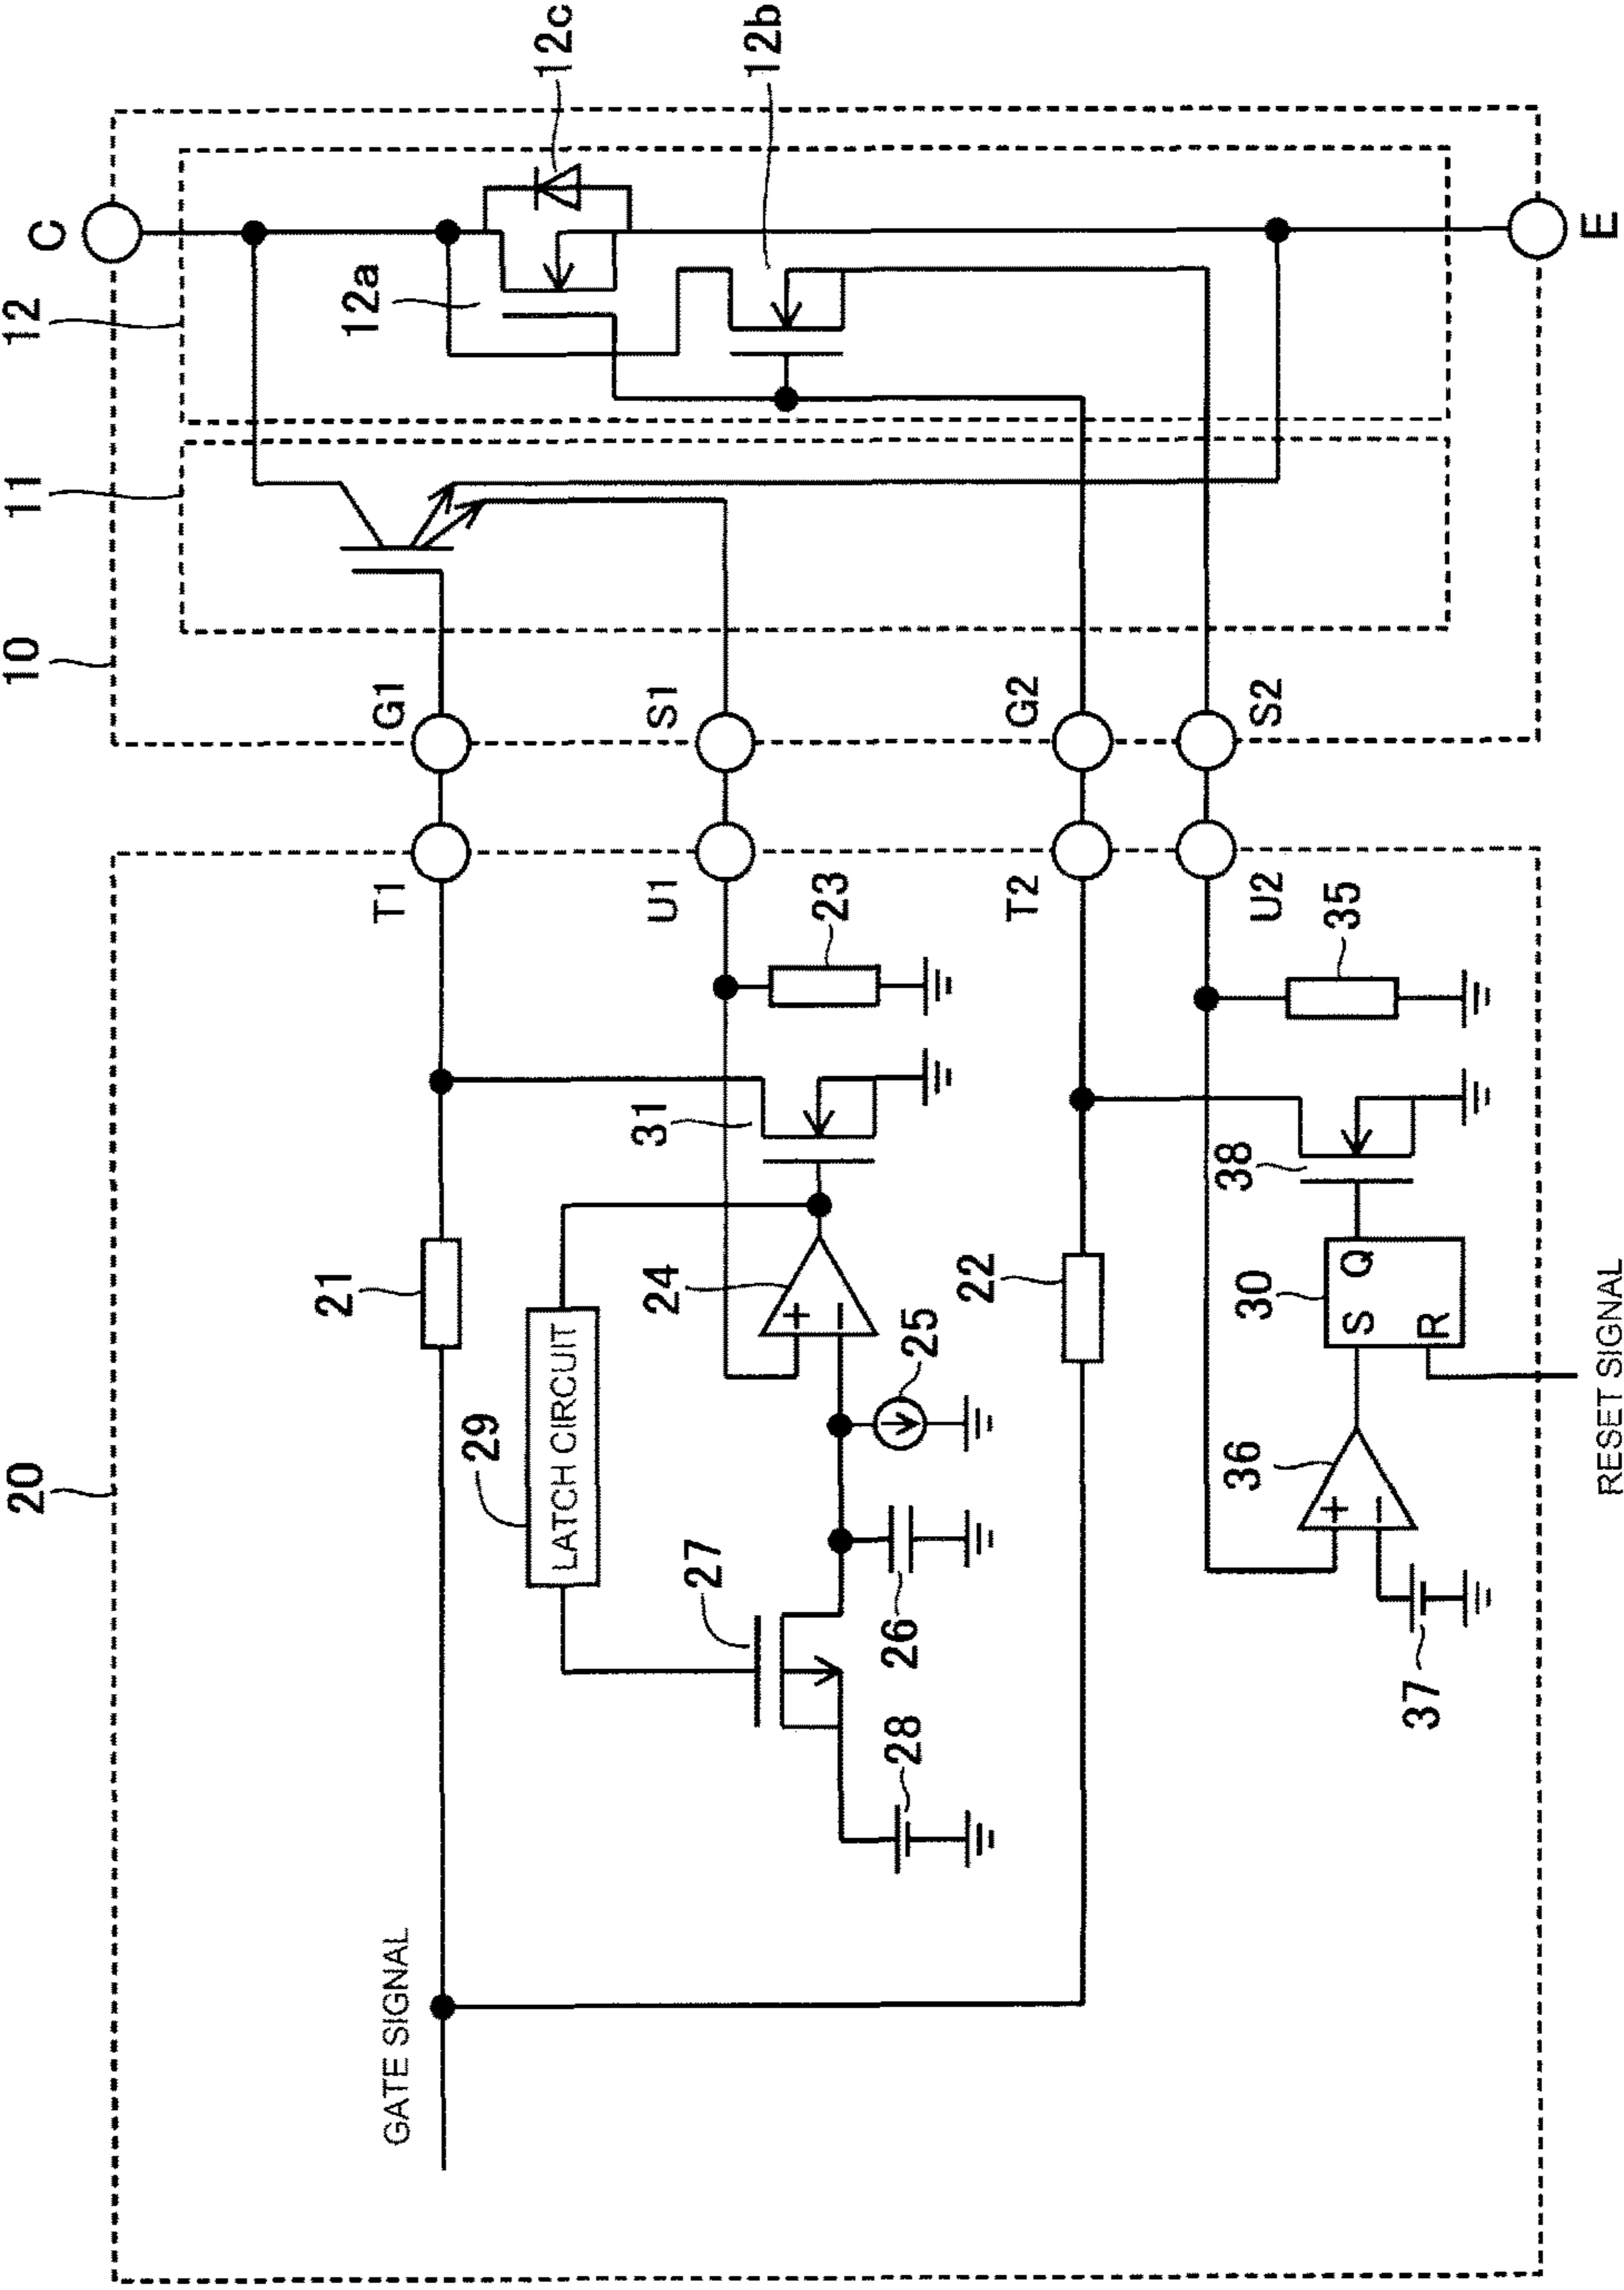 C
12
12c
12a
12b
11
10
E
G1
S1
G2
S2
T1
U1
T2
U2
23
35
31
38
21
24
22
30
Q
S
R
25
29
LATCH CIRCUIT
+
−
20
27
26
28
36
+
−
37
GATE SIGNAL
RESET SIGNAL